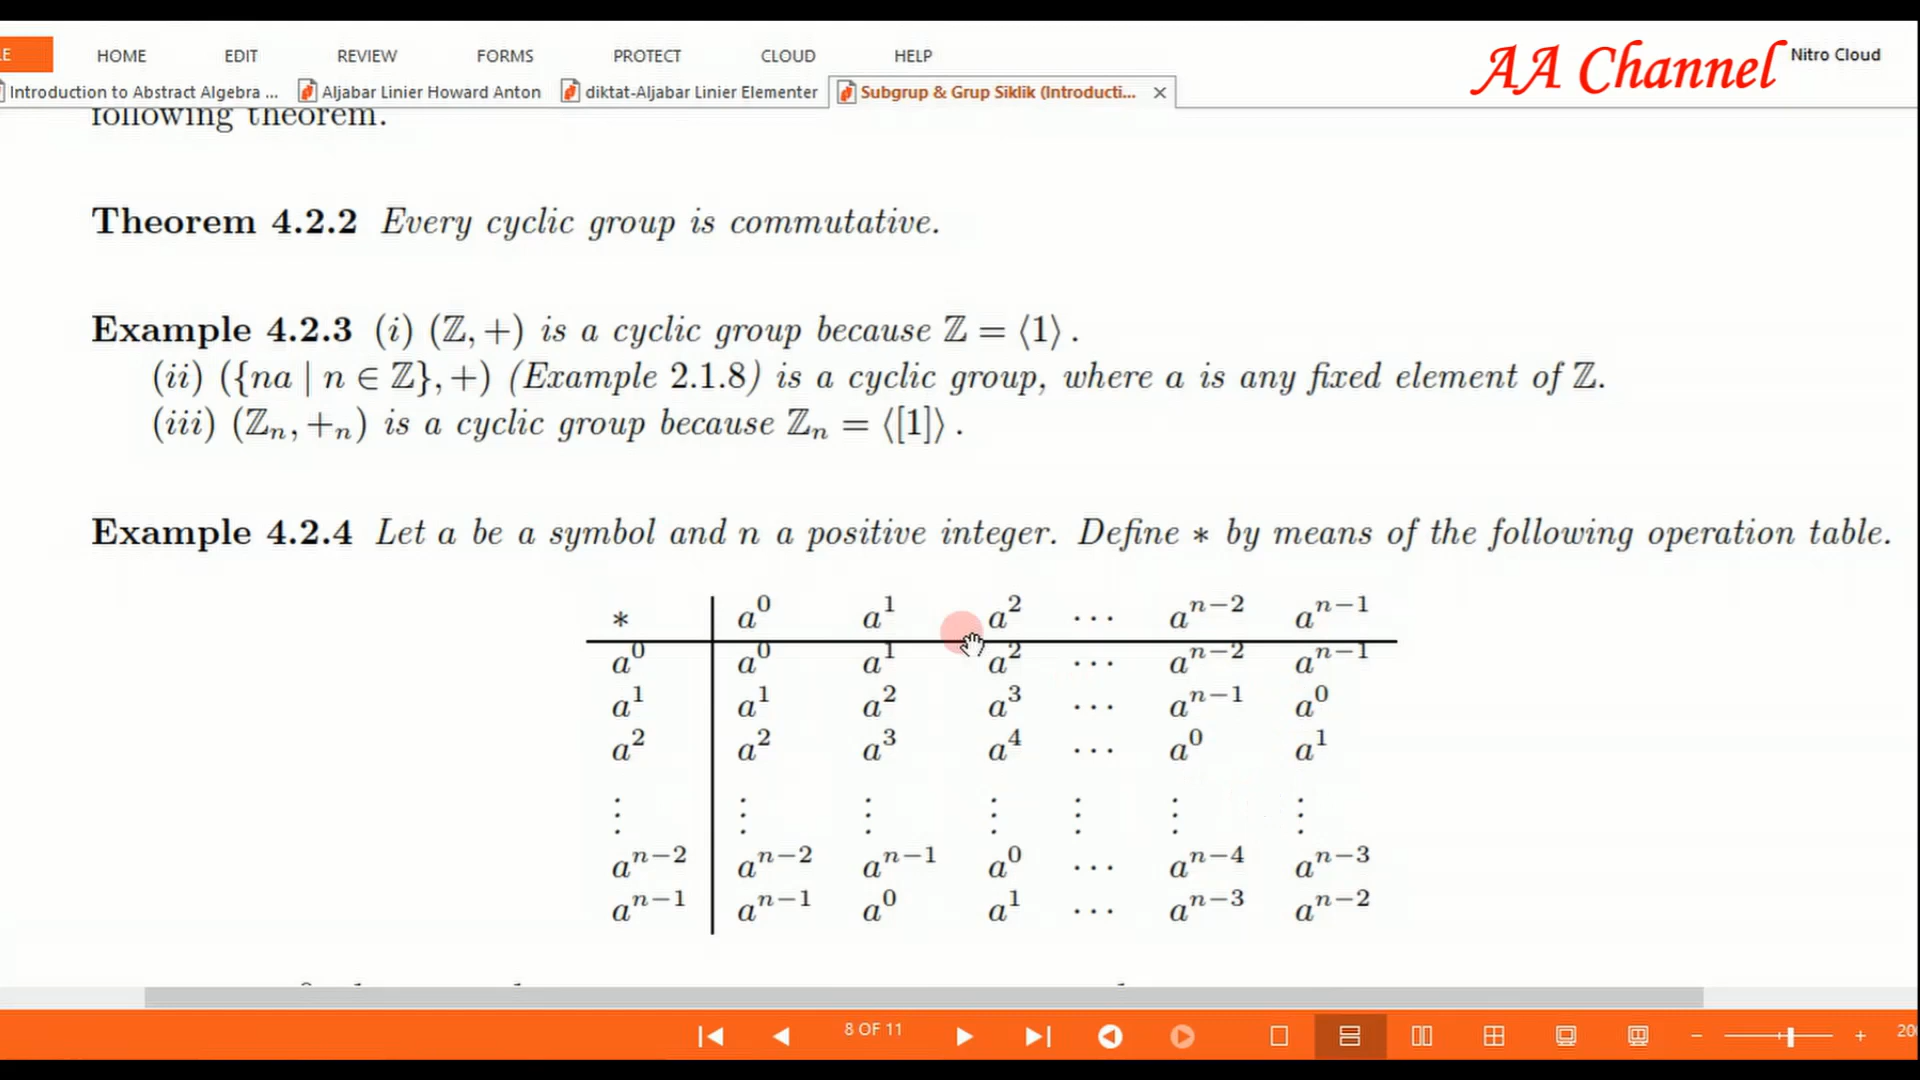 HOME EDIT REVIEW FORMS PROTECT CLOUD HELP AA Channel Nitro Cloud
Introduction to Abstract Algebra ... Aljabar Linier Howard Anton diktat-Aljabar Linier Elementer Subgrup & Grup Siklik (Introducti...
following theorem.
Theorem 4.2.2 Every cyclic group is commutative.
Example 4.2.3 (i) (ℤ, +) is a cyclic group because ℤ = ⟨1⟩ .
(ii) ({na | n ∈ ℤ}, +) (Example 2.1.8) is a cyclic group, where a is any fixed element of ℤ.
(iii) (ℤₙ, +ₙ) is a cyclic group because ℤₙ = ⟨[1]⟩ .
Example 4.2.4 Let a be a symbol and n a positive integer. Define * by means of the following operation table.
* a⁰ a¹ a² ··· aⁿ⁻² aⁿ⁻¹
a⁰ a⁰ a¹ a² ··· aⁿ⁻² aⁿ⁻¹
a¹ a¹ a² a³ ··· aⁿ⁻¹ a⁰
a² a² a³ a⁴ ··· a⁰ a¹
⋮ ⋮ ⋮ ⋮ ⋮ ⋮ ⋮
aⁿ⁻² aⁿ⁻² aⁿ⁻¹ a⁰ ··· aⁿ⁻⁴ aⁿ⁻³
aⁿ⁻¹ aⁿ⁻¹ a⁰ a¹ ··· aⁿ⁻³ aⁿ⁻²
8 OF 11